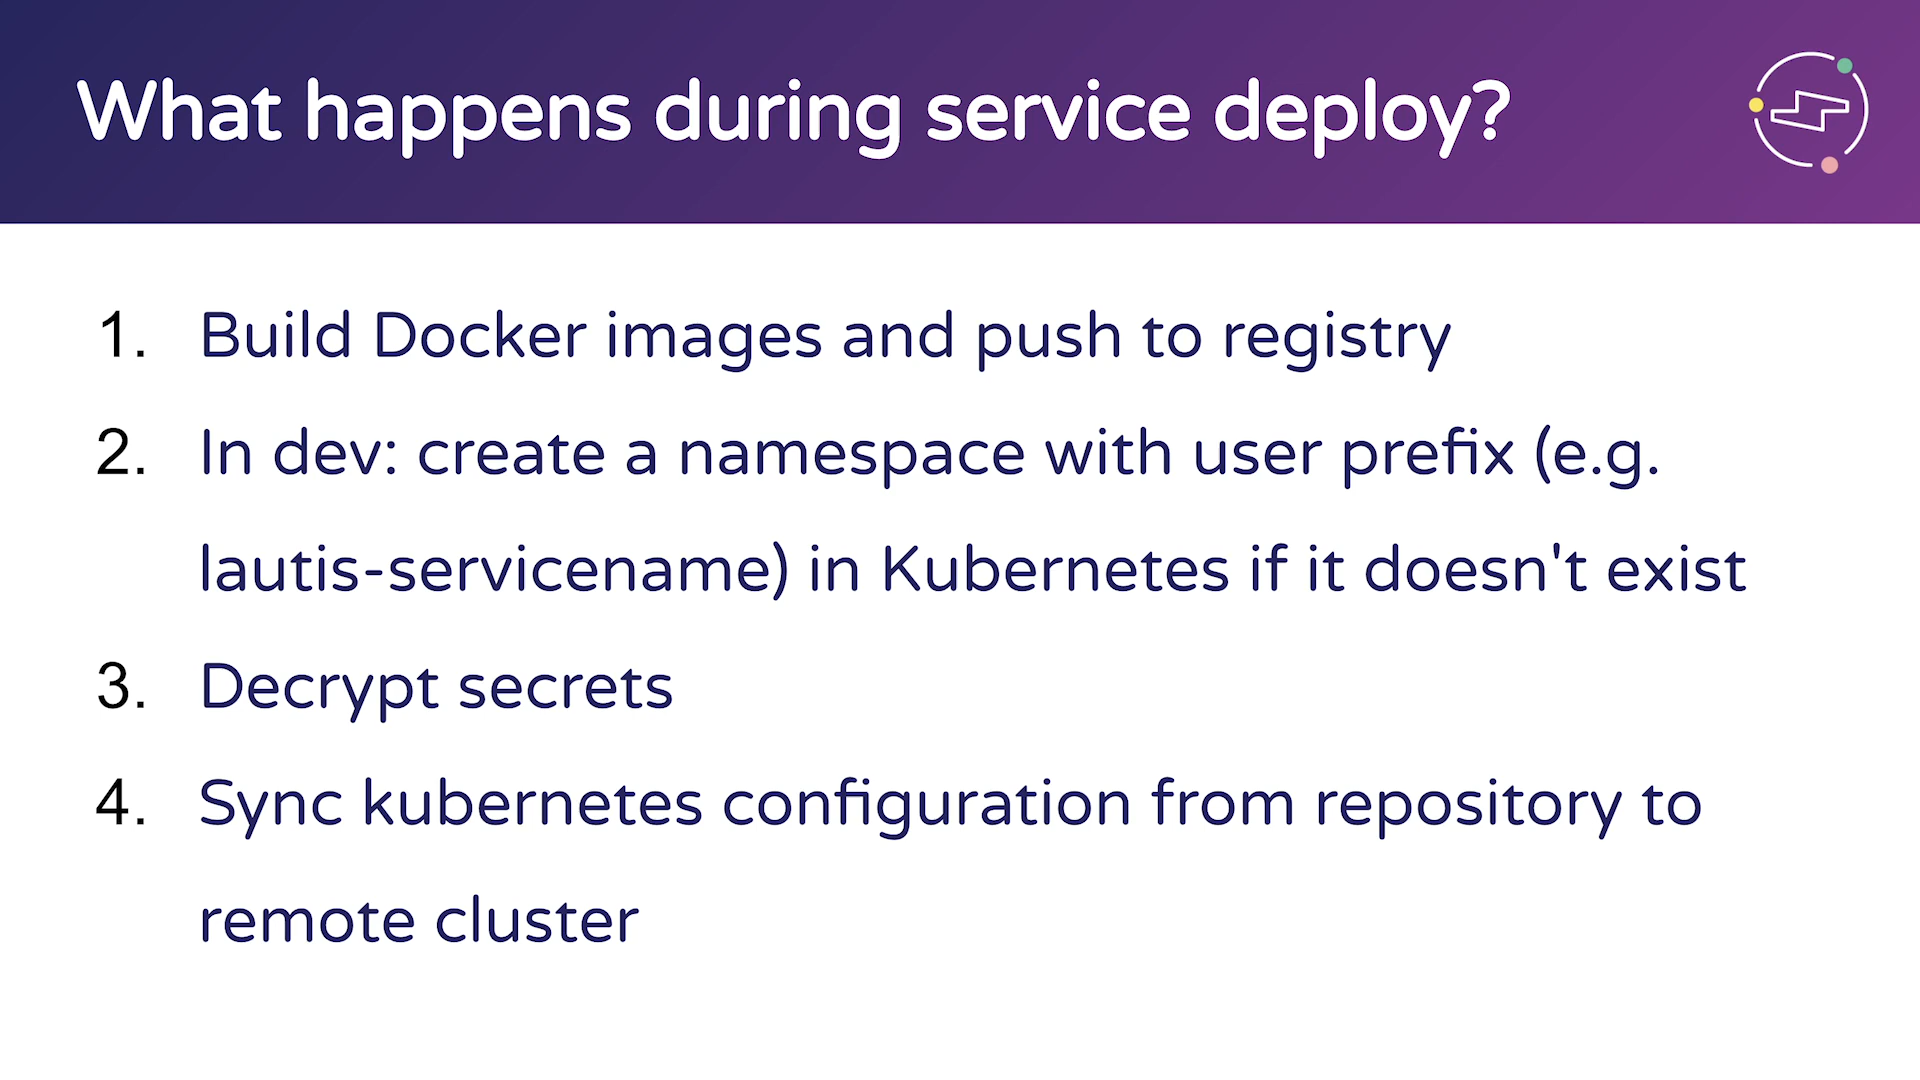 What happens during service deploy?
1. Build Docker images and push to registry
2. In dev: create a namespace with user prefix (e.g.
lautis-servicename) in Kubernetes if it doesn't exist
3. Decrypt secrets
4. Sync kubernetes configuration from repository to
remote cluster